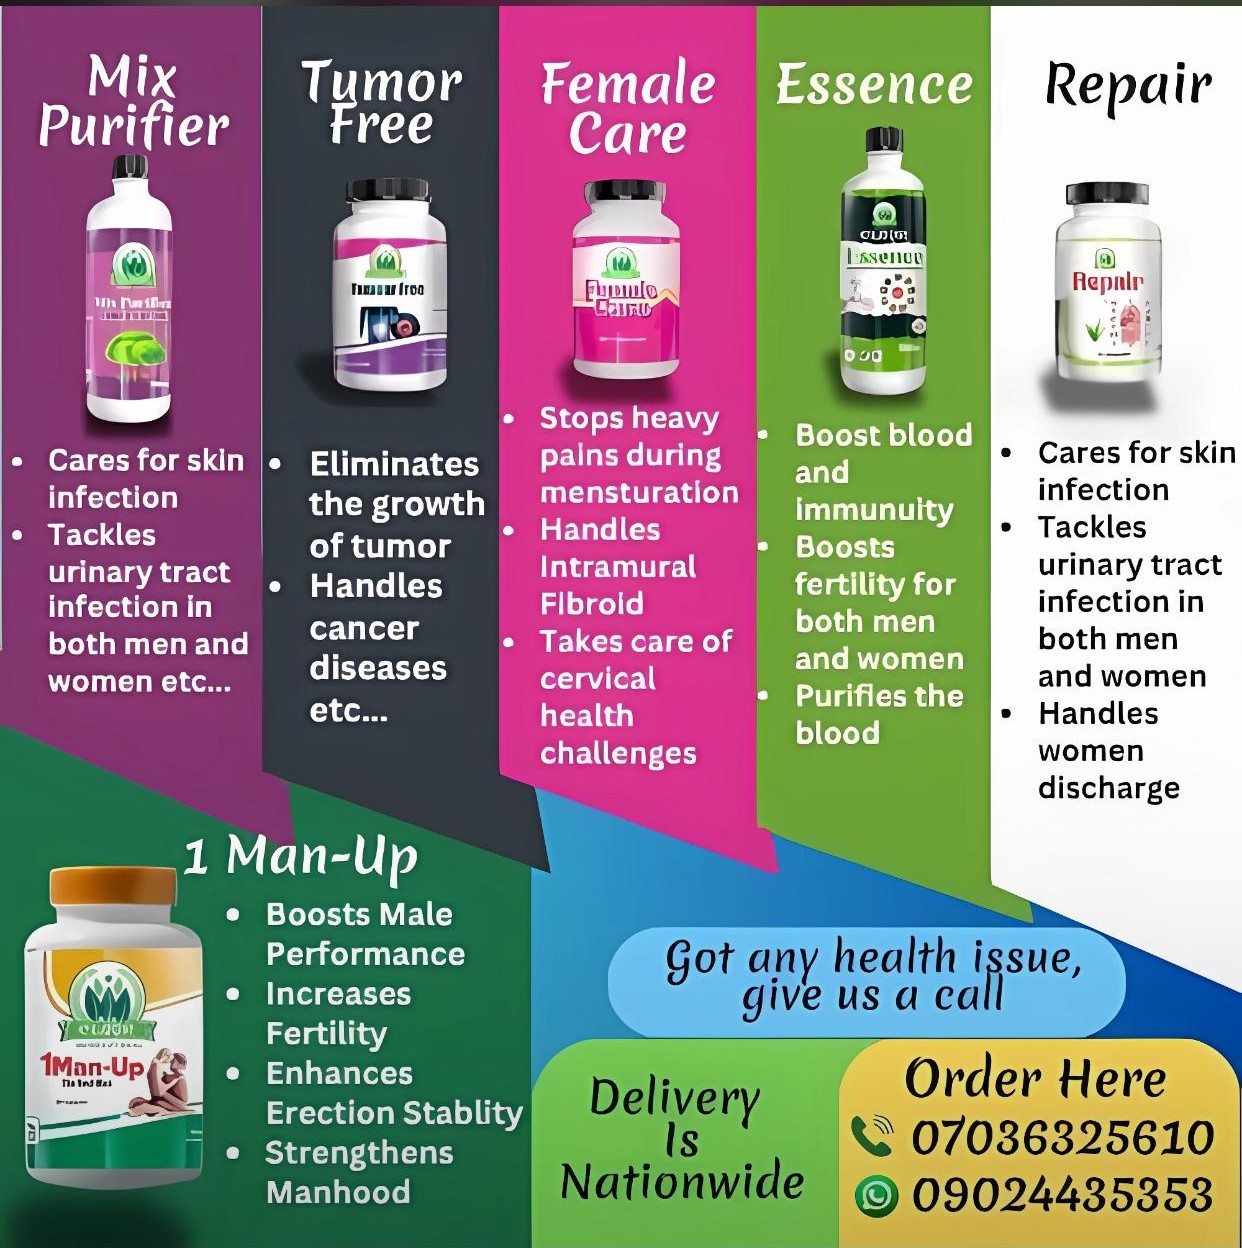 Mix
Purifier
Tumor
Free
Female
Care
Essence
Repair
Essence
Repair
Cares for skin
infection
Tackles
urinary tract
infection in
both men and
women etc...
Eliminates
the growth
of tumor
Handles
cancer
diseases
etc...
Stops heavy
pains during
mensturation
Handles
Intramural
Fibroid
Takes care of
cervical
health
challenges
Boost blood
and
immunuity
Boosts
fertility for
both men
and women
Purifies the
blood
Cares for skin
infection
Tackles
urinary tract
infection in
both men
and women
Handles
women
discharge
1 Man-Up
1Man-Up
Boosts Male
Performance
Increases
Fertility
Enhances
Erection Stablity
Strengthens
Manhood
Got any health issue,
give us a call
Delivery
Is
Nationwide
Order Here
07036325610
09024435353